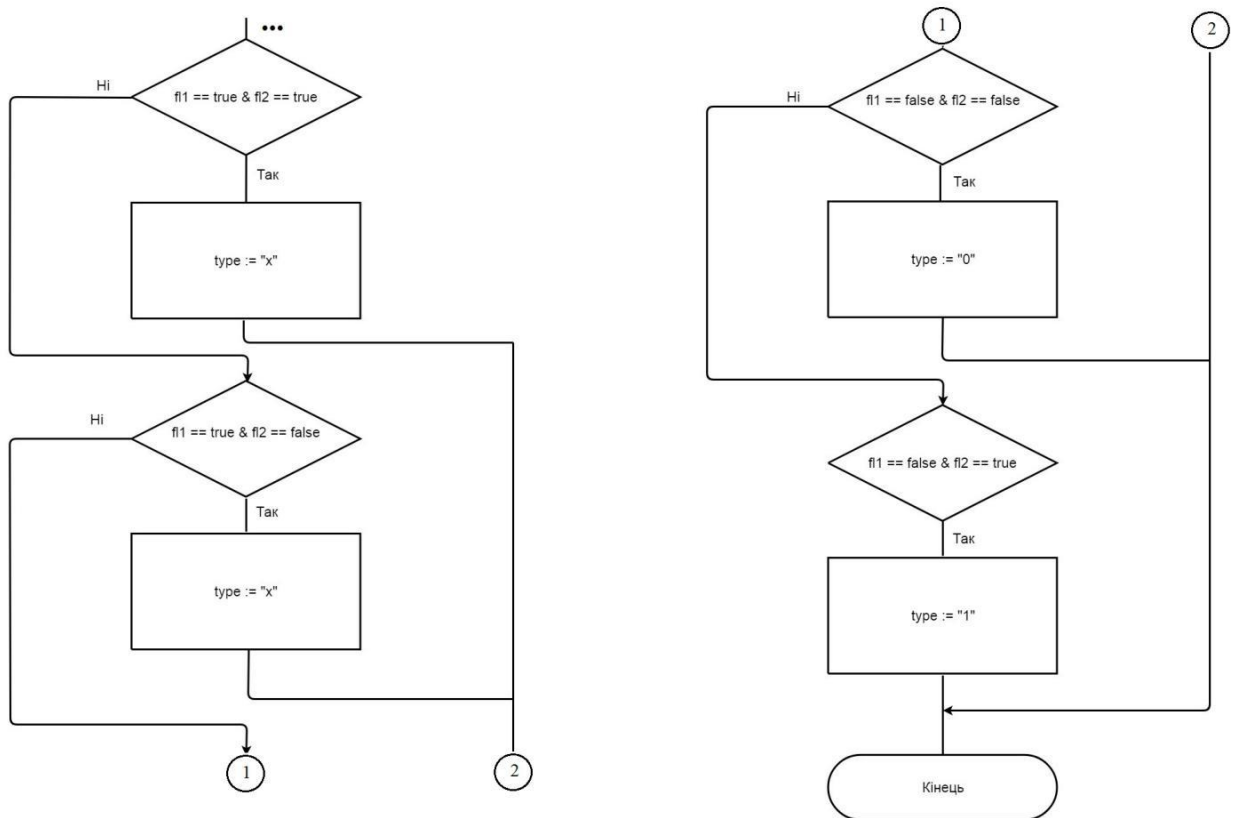 ...
fl1 == true & fl2 == true
Ні
Так
type := "x"
fl1 == true & fl2 == false
Ні
Так
type := "x"
1
2
1
2
fl1 == false & fl2 == false
Ні
Так
type := "0"
fl1 == false & fl2 == true
Так
type := "1"
Кінець